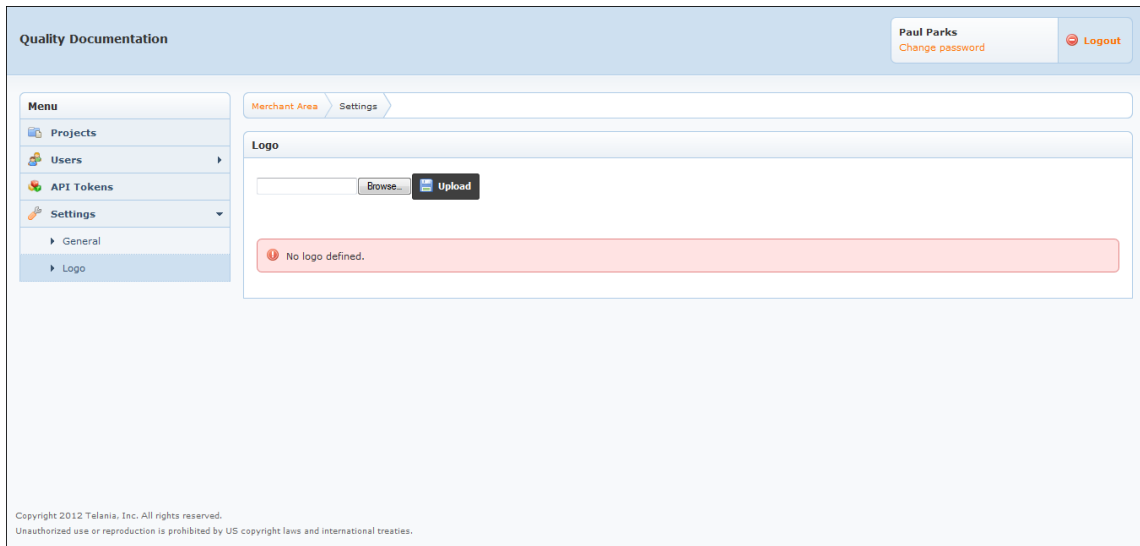 Quality Documentation
Paul Parks
Change password
Logout
Menu
Projects
Users
API Tokens
Settings
General
Logo
Merchant Area
Settings
Logo
Browse...
Upload
No logo defined.
Copyright 2012 Telania, Inc. All rights reserved.
Unauthorized use or reproduction is prohibited by US copyright laws and international treaties.